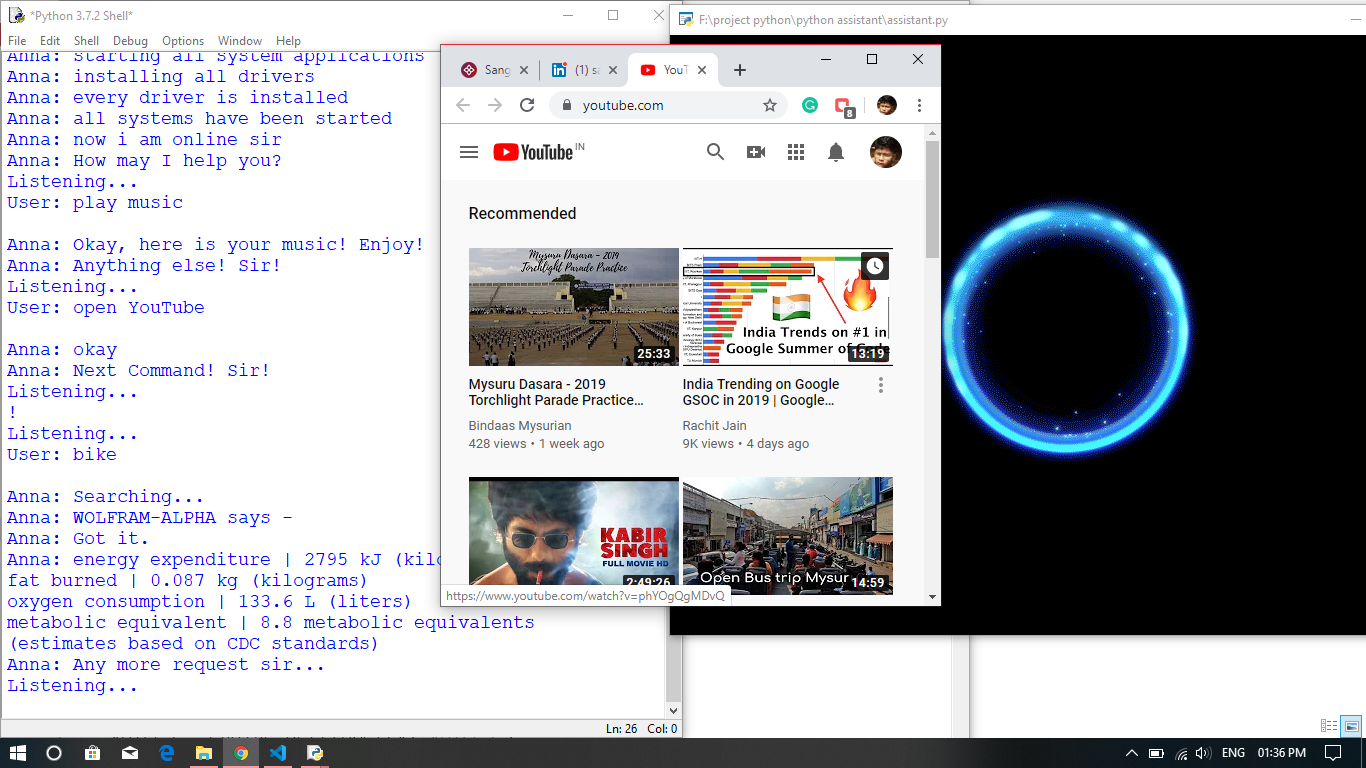 *Python 3.7.2 Shell*
File Edit Shell Debug Options Window Help
Anna: starting all system applications
Anna: installing all drivers
Anna: every driver is installed
Anna: all systems have been started
Anna: now i am online sir
Anna: How may I help you?
Listening...
User: play music
Anna: Okay, here is your music! Enjoy!
Anna: Anything else! Sir!
Listening...
User: open YouTube
Anna: okay
Anna: Next Command! Sir!
Listening...
!
Listening...
User: bike
Anna: Searching...
Anna: WOLFRAM-ALPHA says -
Anna: Got it.
Anna: energy expenditure | 2795 kJ (kilo
fat burned | 0.087 kg (kilograms)
oxygen consumption | 133.6 L (liters)
metabolic equivalent | 8.8 metabolic equivalents
(estimates based on CDC standards)
Anna: Any more request sir...
Listening...
Ln: 26 Col: 0
F:\project python\python assistant\assistant.py
Sang
(1) sa
YouT
youtube.com
8
YouTube IN
Recommended
Mysuru Dasara - 2019
Torchlight Parade Practice
25:33
Mysuru Dasara - 2019
Torchlight Parade Practice...
Bindaas Mysurian
428 views • 1 week ago
India Trends on #1 in
Google Summer of Code
13:19
India Trending on Google
GSOC in 2019 | Google...
Rachit Jain
9K views • 4 days ago
KABIR
SINGH
FULL MOVIE HD
2:49:26
Open Bus trip Mysur
14:59
https://www.youtube.com/watch?v=phYOgQgMDvQ
ENG 01:36 PM